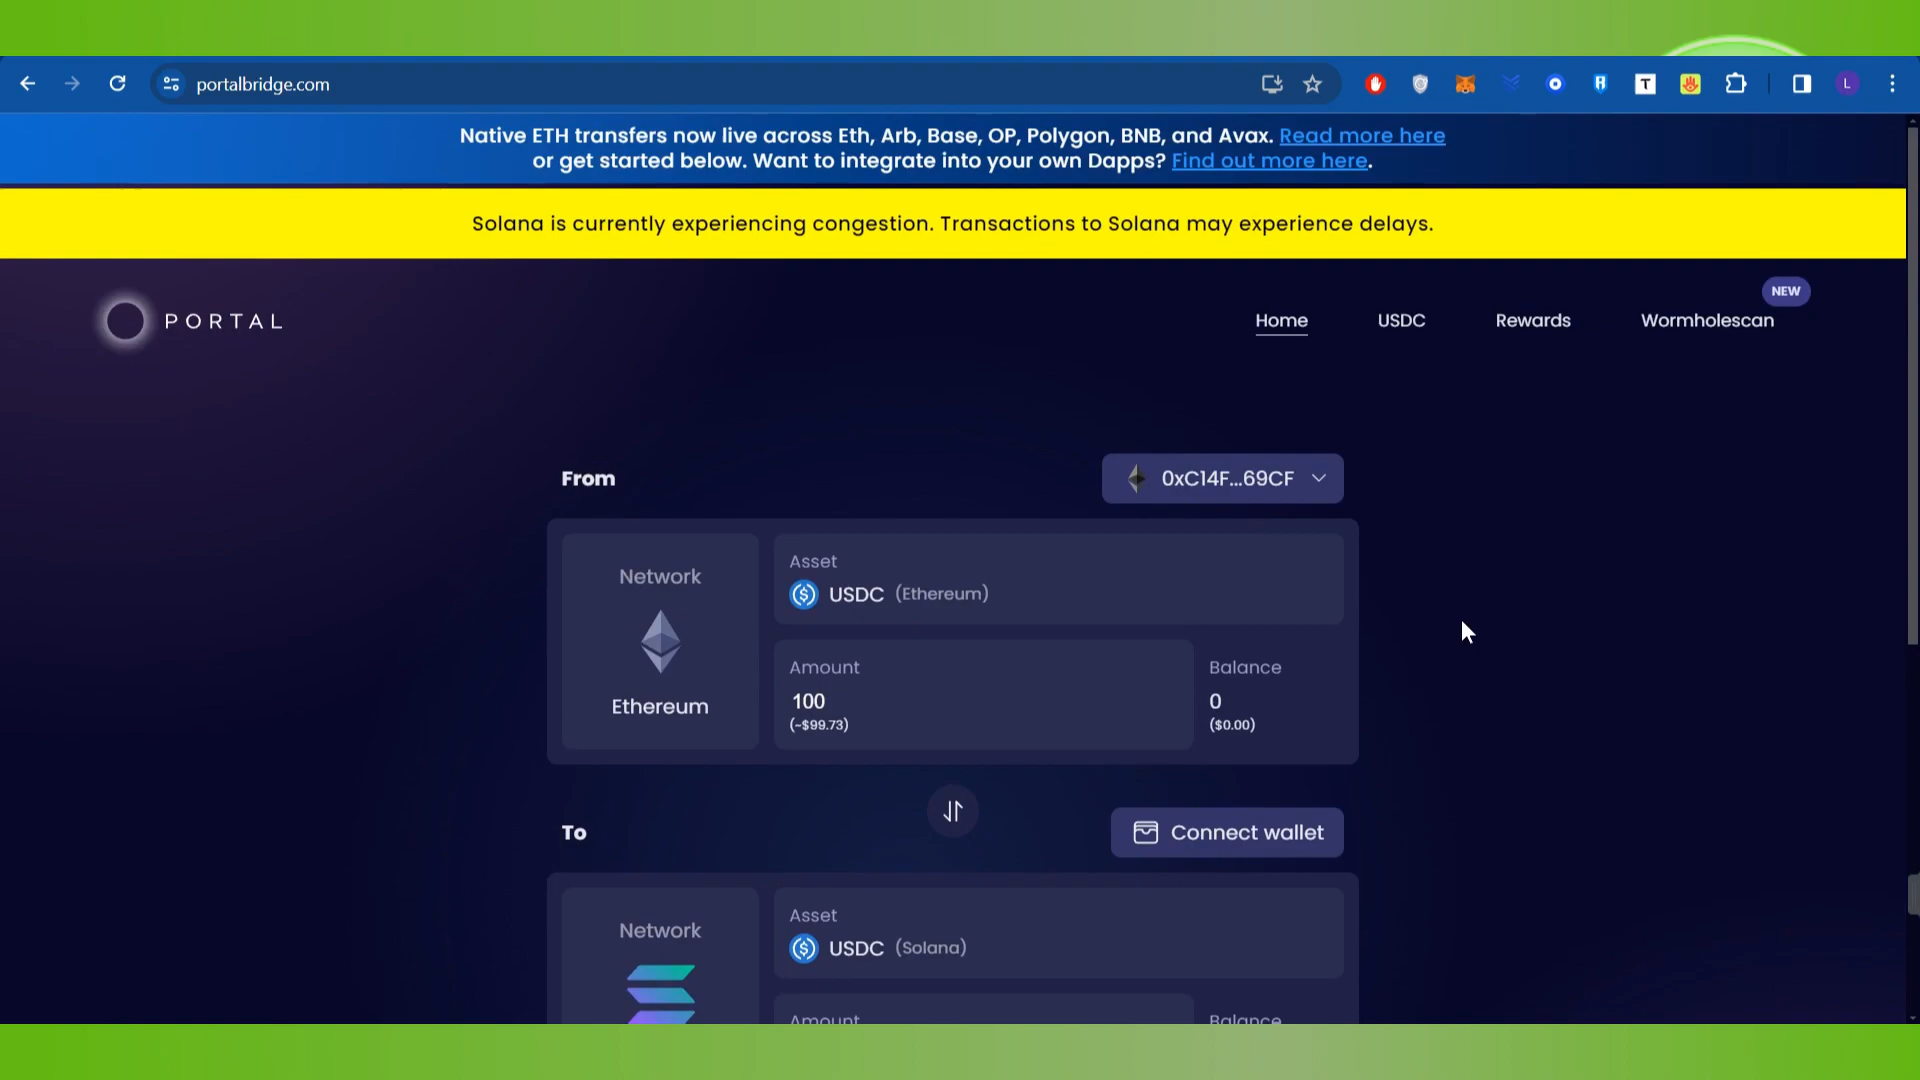 portalbridge.com
T
L
Native ETH transfers now live across Eth, Arb, Base, OP, Polygon, BNB, and Avax. Read more here
or get started below. Want to integrate into your own Dapps? Find out more here.
Solana is currently experiencing congestion. Transactions to Solana may experience delays.
NEW
PORTAL
Home
USDC
Rewards
Wormholescan
From
0xC14F...69CF
Network
Ethereum
Asset
USDC (Ethereum)
Amount
100
(~$99.73)
Balance
0
($0.00)
To
Connect wallet
Network
Asset
USDC (Solana)
Amount
Balance